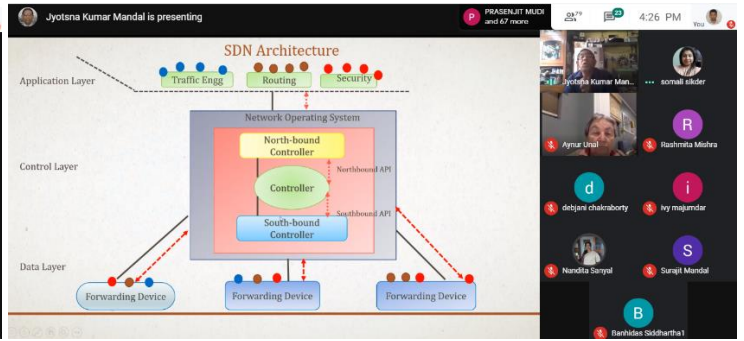 Jyotsna Kumar Mandal is presenting
P
PRASENJIT MUDI
and 67 more
79
23
4:26 PM
You
SDN Architecture
Application Layer
Traffic Engg
Routing
Security
Network Operating System
North-bound
Controller
Northbound API
Control Layer
Controller
Southbound API
South-bound
Controller
Data Layer
Forwarding Device
Forwarding Device
Forwarding Device
Jyotsna Kumar Man...
somali sikder
Aynur Unal
R
Rashmita Mishra
d
debjani chakraborty
i
ivy majumdar
Nandita Sanyal
S
Surajit Mandal
B
Banhidas Siddhartha1